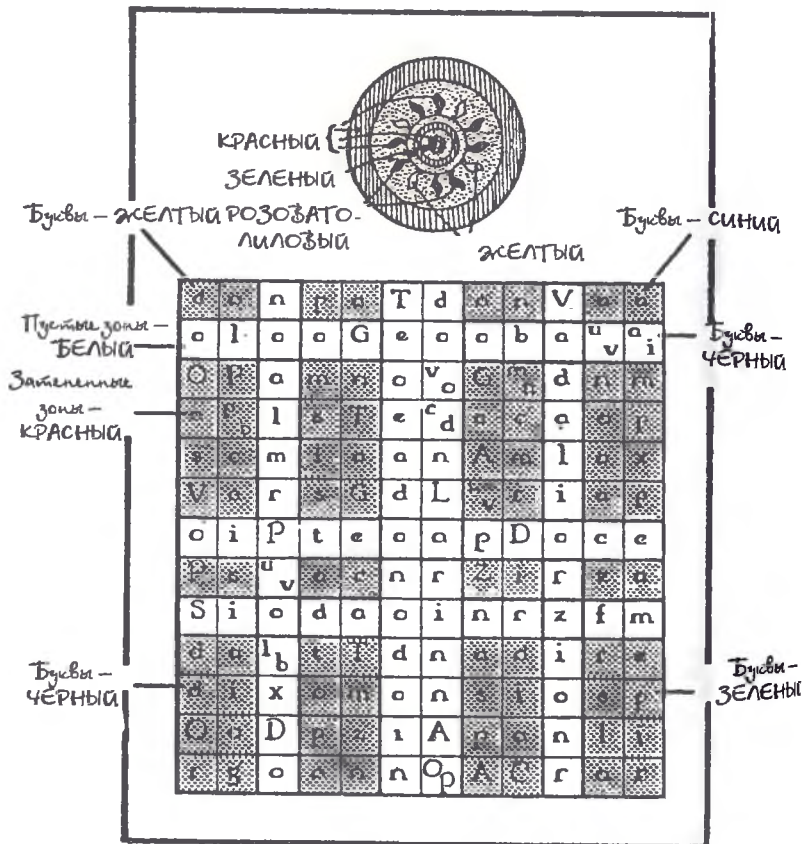 КРАСНЫЙ {
ЗЕЛЕНЫЙ
Буквы – ЖЕЛТЫЙ РОЗОВАТО-ЛИЛОВЫЙ Буквы – СИНИЙ
ЖЕЛТЫЙ
d o n p a T d a n V a a
Пустые зоны – БЕЛЫЙ
o l o a G e o o b a u v a i
Буквы – ЧЕРНЫЙ
O P a m n o v o G m n d n m
Затененные зоны – КРАСНЫЙ
a p b l s T e c d e c a o p
s c m i a a n A m l o x
V a r s G d L b v r i a p
o i P t e a a p D o c e
P s u v a c n r Z i r z a
S i o d a o i n r z f m
d a l b t T d n a d i r e
Буквы – ЧЕРНЫЙ
d i x o m o n s i o s p
Буквы – ЗЕЛЕНЫЙ
O o D p z ı A p a n l i
r g o a n n O p A C r a r